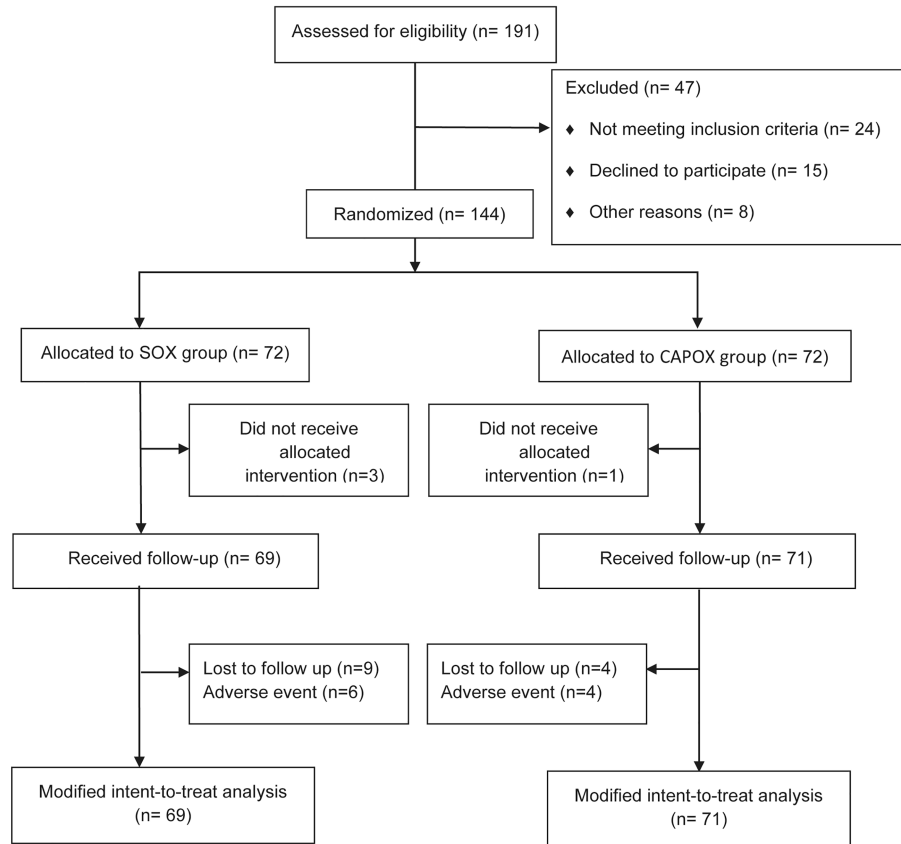 Assessed for eligibility (n= 191)
Excluded (n= 47)
♦ Not meeting inclusion criteria (n= 24)
♦ Declined to participate (n= 15)
♦ Other reasons (n= 8)
Randomized (n= 144)
Allocated to SOX group (n= 72)
Allocated to CAPOX group (n= 72)
Did not receive
allocated
intervention (n=3)
Did not receive
allocated
intervention (n=1)
Received follow-up (n= 69)
Received follow-up (n= 71)
Lost to follow up (n=9)
Adverse event (n=6)
Lost to follow up (n=4)
Adverse event (n=4)
Modified intent-to-treat analysis
(n= 69)
Modified intent-to-treat analysis
(n= 71)